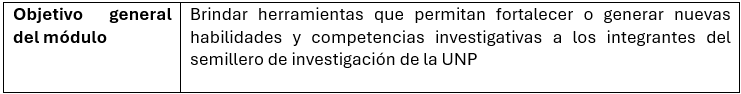 Objetivo general
del módulo
Brindar herramientas que permitan fortalecer o generar nuevas
habilidades y competencias investigativas a los integrantes del
semillero de investigación de la UNP